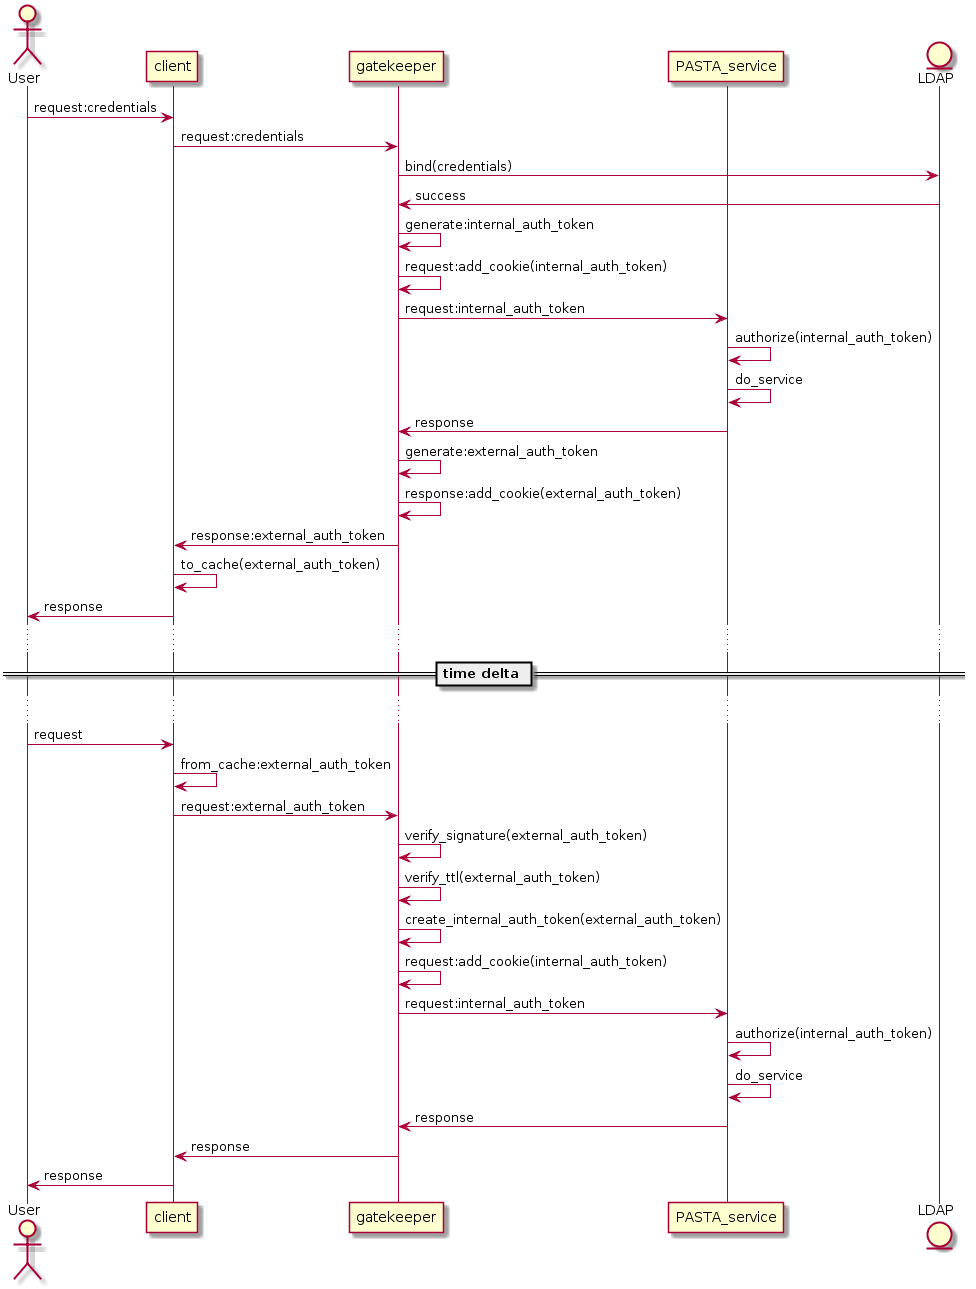 User
client
gatekeeper
PASTA_service
LDAP
request:credentials
request:credentials
bind(credentials)
success
generate:internal_auth_token
request:add_cookie(internal_auth_token)
request:internal_auth_token
authorize(internal_auth_token)
do_service
response
generate:external_auth_token
response:add_cookie(external_auth_token)
response:external_auth_token
to_cache(external_auth_token)
response
time delta
request
from_cache:external_auth_token
request:external_auth_token
verify_signature(external_auth_token)
verify_ttl(external_auth_token)
create_internal_auth_token(external_auth_token)
request:add_cookie(internal_auth_token)
request:internal_auth_token
authorize(internal_auth_token)
do_service
response
response
response
User
client
gatekeeper
PASTA_service
LDAP